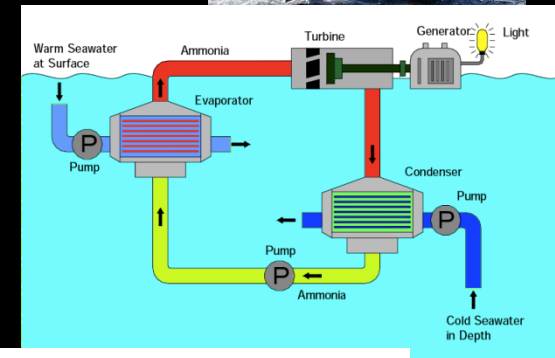 Warm Seawater
at Surface
Ammonia
Turbine
Generator
Light
Evaporator
P
Pump
Condenser
Pump
P
Pump
P
Ammonia
Cold Seawater
in Depth